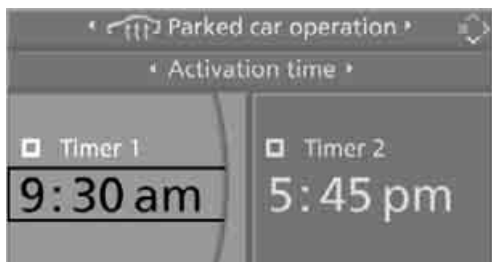 Parked car operation
Activation time
Timer 1
9:30 am
Timer 2
5:45 pm